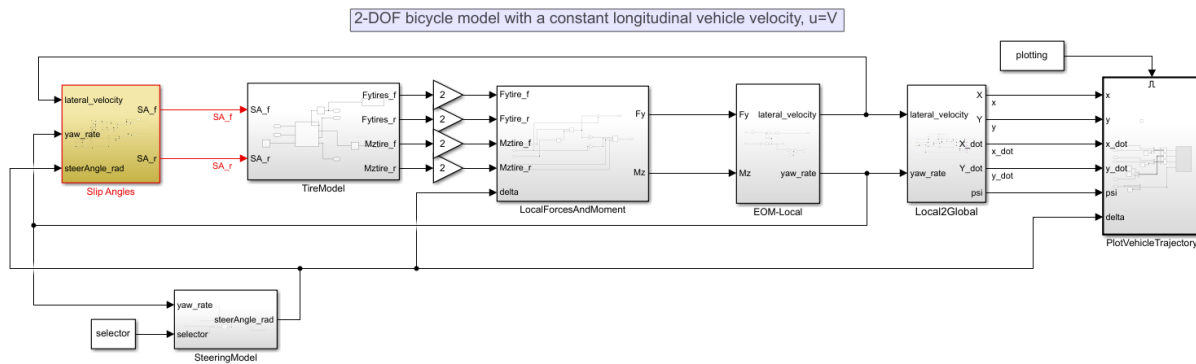 2-DOF bicycle model with a constant longitudinal vehicle velocity, u=V
plotting
lateral_velocity
yaw_rate
steerAngle_rad
SA_f
SA_r
Slip Angles
SA_f
SA_r
SA_f
SA_r
Fytires_f
Fytires_r
Mztire_f
Mztire_r
TireModel
2
2
2
2
Fytire_f
Fytire_r
Mztire_f
Mztire_r
delta
Fy
Mz
LocalForcesAndMoment
Fy
Mz
lateral_velocity
yaw_rate
EOM-Local
lateral_velocity
yaw_rate
X
Y
X_dot
Y_dot
psi
Local2Global
x
y
x_dot
y_dot
x
y
x_dot
y_dot
psi
delta
PlotVehicleTrajectory
selector
yaw_rate
selector
steerAngle_rad
SteeringModel